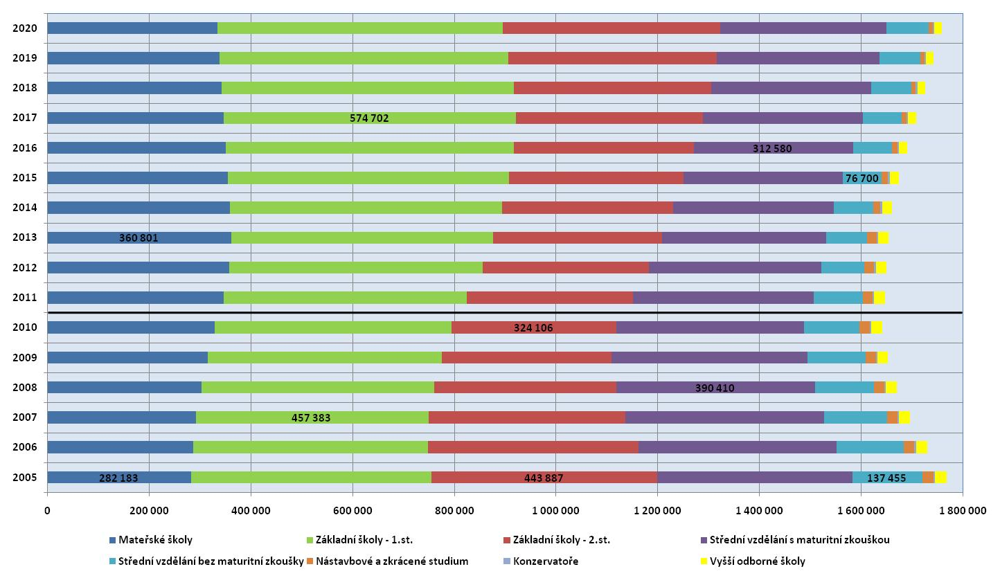 2020
2019
2018
2017 574 702
2016 312 580
2015 76 700
2014
2013 360 801
2012
2011
2010 324 106
2009
2008 390 410
2007 457 383
2006
2005 282 183 443 887 137 455
0 200 000 400 000 600 000 800 000 1 000 000 1 200 000 1 400 000 1 600 000 1 800 000
Mateřské školy Základní školy - 1.st. Základní školy - 2.st. Střední vzdělání s maturitní zkouškou
Střední vzdělání bez maturitní zkoušky Nástavbové a zkrácené studium Konzervatoře Vyšší odborné školy